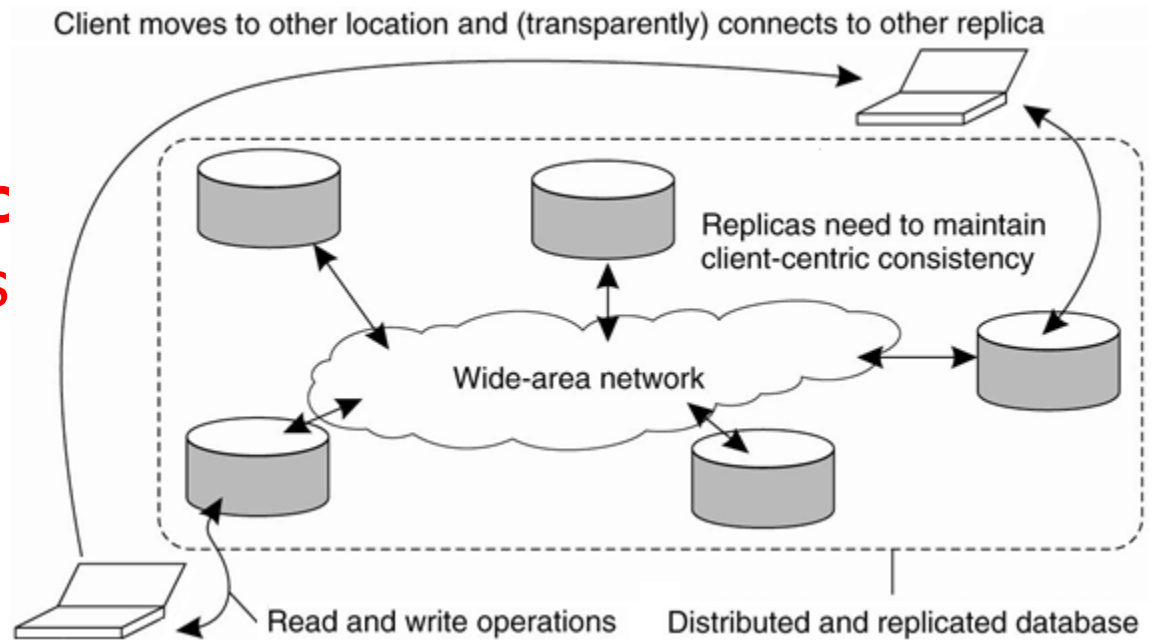 Client moves to other location and (transparently) connects to other replica
c
s
Replicas need to maintain
client-centric consistency
Wide-area network
Read and write operations
Distributed and replicated database